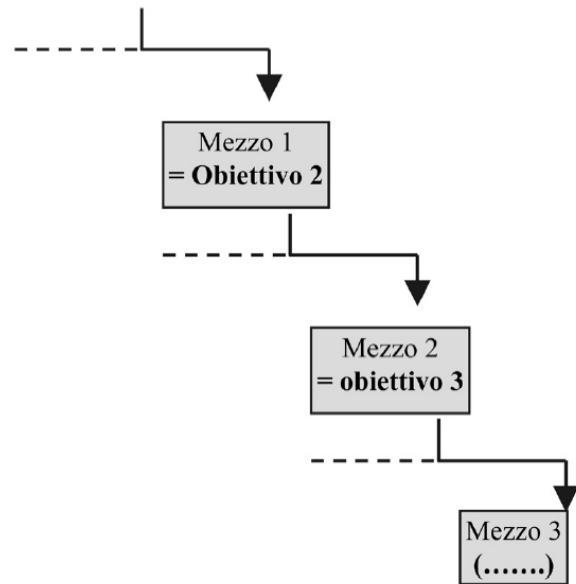 Mezzo 1
= Obiettivo 2
Mezzo 2
= obiettivo 3
Mezzo 3
(.......)